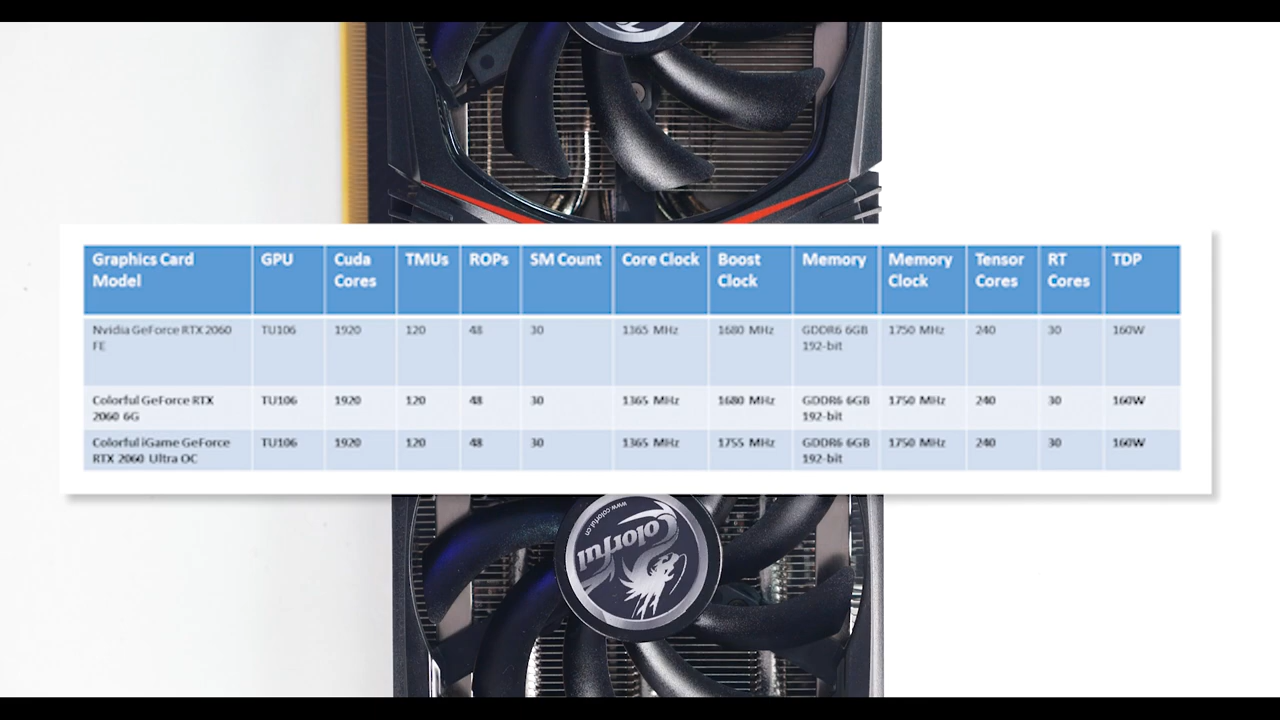 Graphics Card Model GPU Cuda Cores TMUs ROPs SM Count Core Clock Boost Clock Memory Memory Clock Tensor Cores RT Cores TDP
Nvidia GeForce RTX 2060 FE TU106 1920 120 48 30 1365 MHz 1680 MHz GDDR6 6GB 192-bit 1750 MHz 240 30 160W
Colorful GeForce RTX 2060 6G TU106 1920 120 48 30 1365 MHz 1680 MHz GDDR6 6GB 192-bit 1750 MHz 240 30 160W
Colorful iGame GeForce RTX 2060 Ultra OC TU106 1920 120 48 30 1365 MHz 1755 MHz GDDR6 6GB 192-bit 1750 MHz 240 30 160W
www.colorful.cn
Colorful